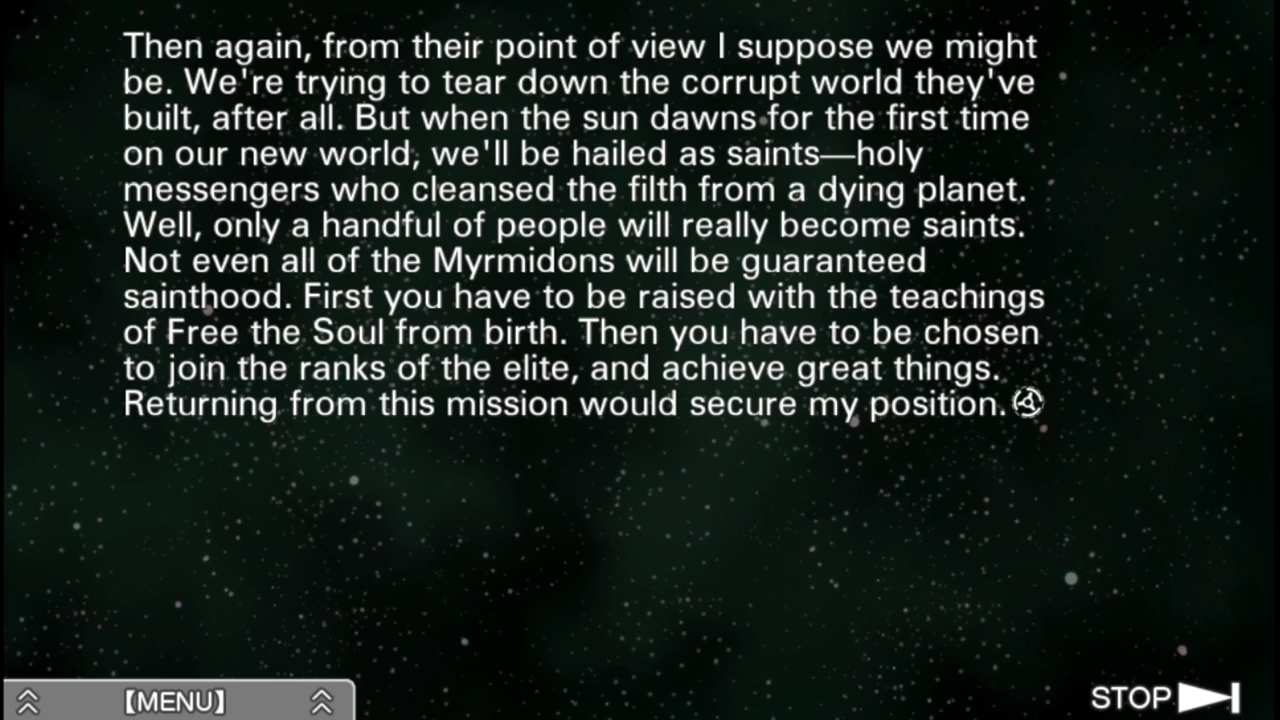 Then again, from their point of view I suppose we might
be. We're trying to tear down the corrupt world they've
built, after all. But when the sun dawns for the first time
on our new world, we'll be hailed as saints—holy
messengers who cleansed the filth from a dying planet.
Well, only a handful of people will really become saints.
Not even all of the Myrmidons will be guaranteed
sainthood. First you have to be raised with the teachings
of Free the Soul from birth. Then you have to be chosen
to join the ranks of the elite, and achieve great things.
Returning from this mission would secure my position.
【MENU】
STOP